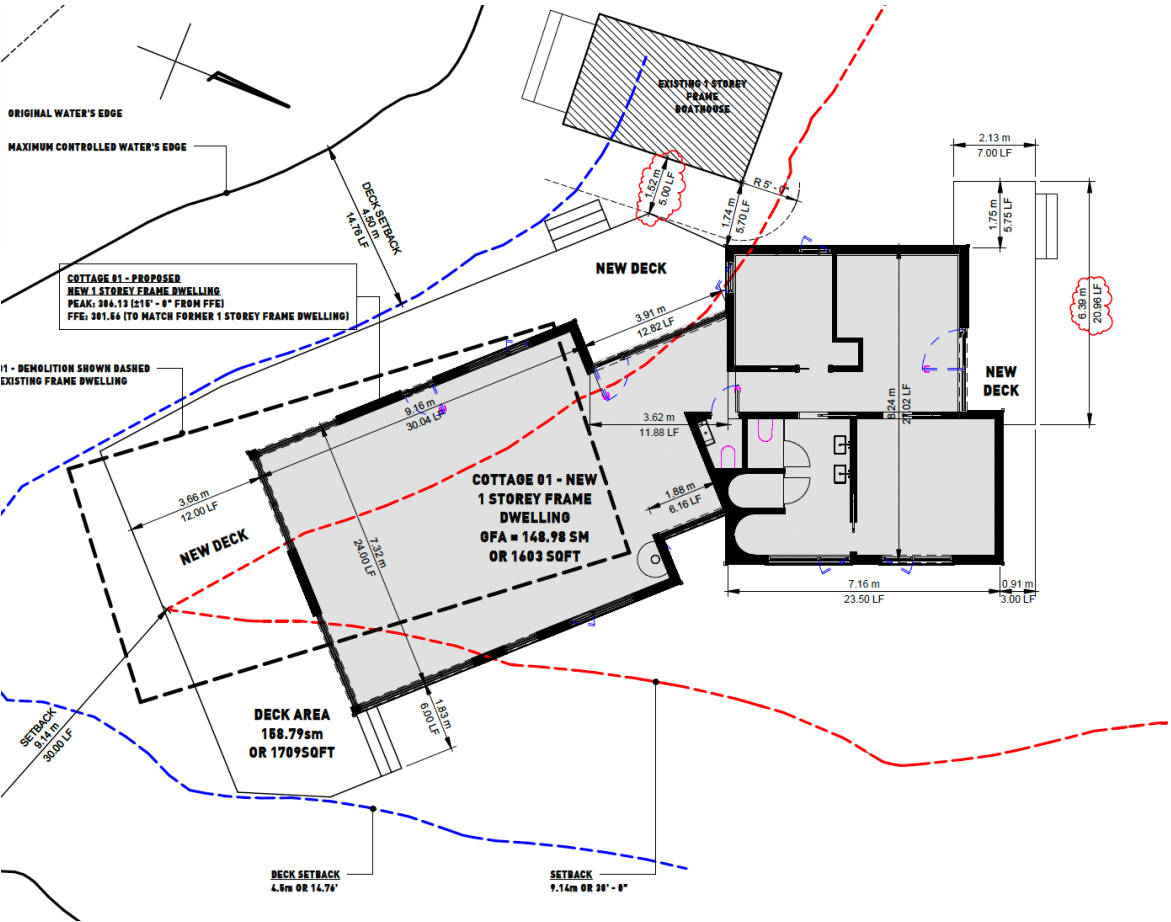 ORIGINAL WATER'S EDGE
MAXIMUM CONTROLLED WATER'S EDGE
DECK SETBACK
4.50 m
14.76 LF
EXISTING 1 STOREY
FRAME
BOATHOUSE
1.52 m
5.00 LF
R 5' - 0"
1.74 m
5.70 LF
2.13 m
7.00 LF
1.75 m
5.75 LF
6.39 m
20.96 LF
COTTAGE 01 - PROPOSED
NEW 1 STOREY FRAME DWELLING
PEAK: 306.13 (±15' - 0" FROM FFE)
FFE: 301.56 (TO MATCH FORMER 1 STOREY FRAME DWELLING)
NEW DECK
01 - DEMOLITION SHOWN DASHED
EXISTING FRAME DWELLING
3.91 m
12.82 LF
9.16 m
30.04 LF
3.62 m
11.88 LF
8.24 m
27.02 LF
NEW
DECK
3.66 m
12.00 LF
NEW DECK
7.32 m
24.00 LF
COTTAGE 01 - NEW
1 STOREY FRAME
DWELLING
GFA = 148.98 SM
OR 1603 SQFT
1.88 m
6.16 LF
7.16 m
23.50 LF
0.91 m
3.00 LF
SETBACK
9.14 m
30.00 LF
DECK AREA
158.79sm
OR 1709SQFT
1.83 m
6.00 LF
DECK SETBACK
4.5m OR 14.76'
SETBACK
9.14m OR 30' - 0"